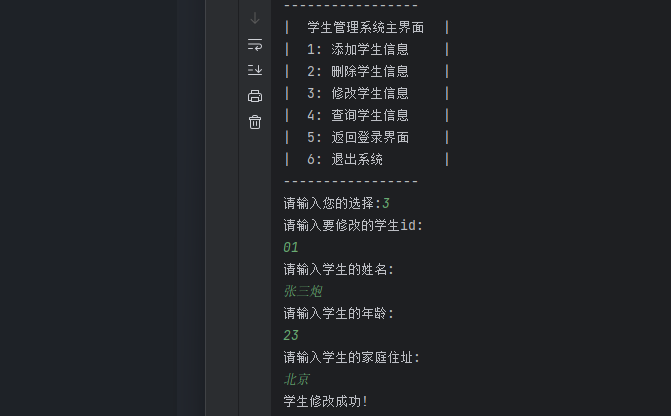 -----------------
|  学生管理系统主界面  |
|  1: 添加学生信息    |
|  2: 删除学生信息    |
|  3: 修改学生信息    |
|  4: 查询学生信息    |
|  5: 返回登录界面    |
|  6: 退出系统       |
-----------------
请输入您的选择:3
请输入要修改的学生id:
01
请输入学生的姓名:
张三炮
请输入学生的年龄:
23
请输入学生的家庭住址:
北京
学生修改成功!